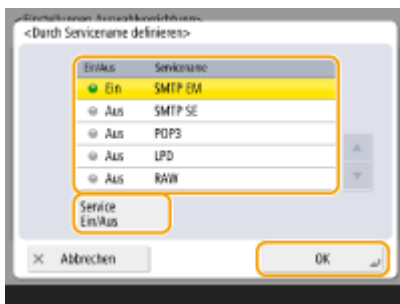 <Einstellungen Auswahlkonrichtung>
<Durch Servicename definieren>
Ein/Aus Servicename
Ein SMTP EM
Aus SMTP SE
Aus POP3
Aus LPD
Aus RAW
Service
Ein/Aus
Abbrechen OK